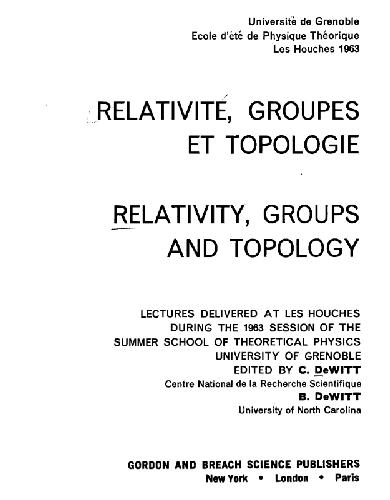 Université de Grenoble
Ecole d'été de Physique Théorique
Les Houches 1963
RELATIVITÉ, GROUPES
ET TOPOLOGIE
RELATIVITY, GROUPS
AND TOPOLOGY
LECTURES DELIVERED AT LES HOUCHES
DURING THE 1963 SESSION OF THE
SUMMER SCHOOL OF THEORETICAL PHYSICS
UNIVERSITY OF GRENOBLE
EDITED BY C. DeWITT
Centre National de la Recherche Scientifique
B. DeWITT
University of North Carolina
GORDON AND BREACH SCIENCE PUBLISHERS
New York • London • Paris